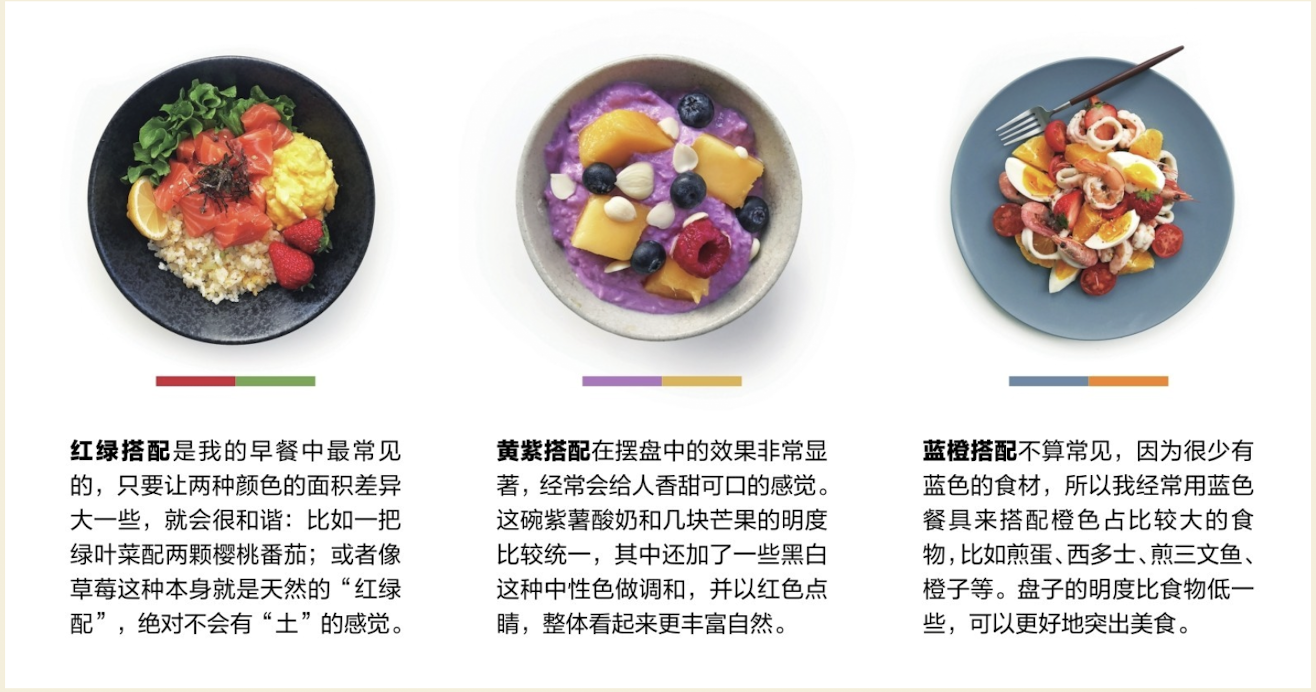 红绿搭配是我的早餐中最常见
的，只要让两种颜色的面积差异
大一些，就会很和谐：比如一把
绿叶菜配两颗樱桃番茄；或者像
草莓这种本身就是天然的“红绿
配”，绝对不会有“土”的感觉。
黄紫搭配在摆盘中的效果非常显
著，经常会给人香甜可口的感觉。
这碗紫薯酸奶和几块芒果的明度
比较统一，其中还加了一些黑白
这种中性色做调和，并以红色点
睛，整体看起来更丰富自然。
蓝橙搭配不算常见，因为很少有
蓝色的食材，所以我经常用蓝色
餐具来搭配橙色占比较大的食
物，比如煎蛋、西多士、煎三文鱼、
橙子等。盘子的明度比食物低一
些，可以更好地突出美食。